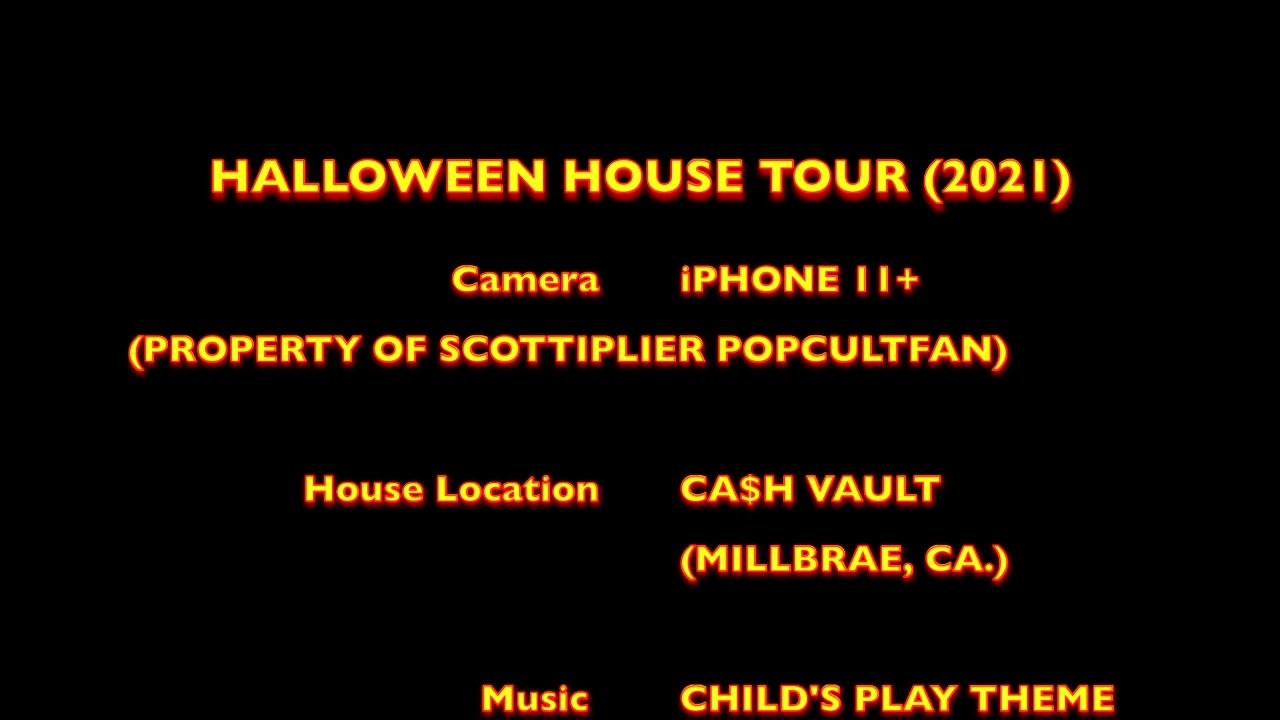 HALLOWEEN HOUSE TOUR (2021)
Camera iPHONE 11+
(PROPERTY OF SCOTTIPLIER POPCULTFAN)
House Location CA$H VAULT
(MILLBRAE, CA.)
Music CHILD'S PLAY THEME